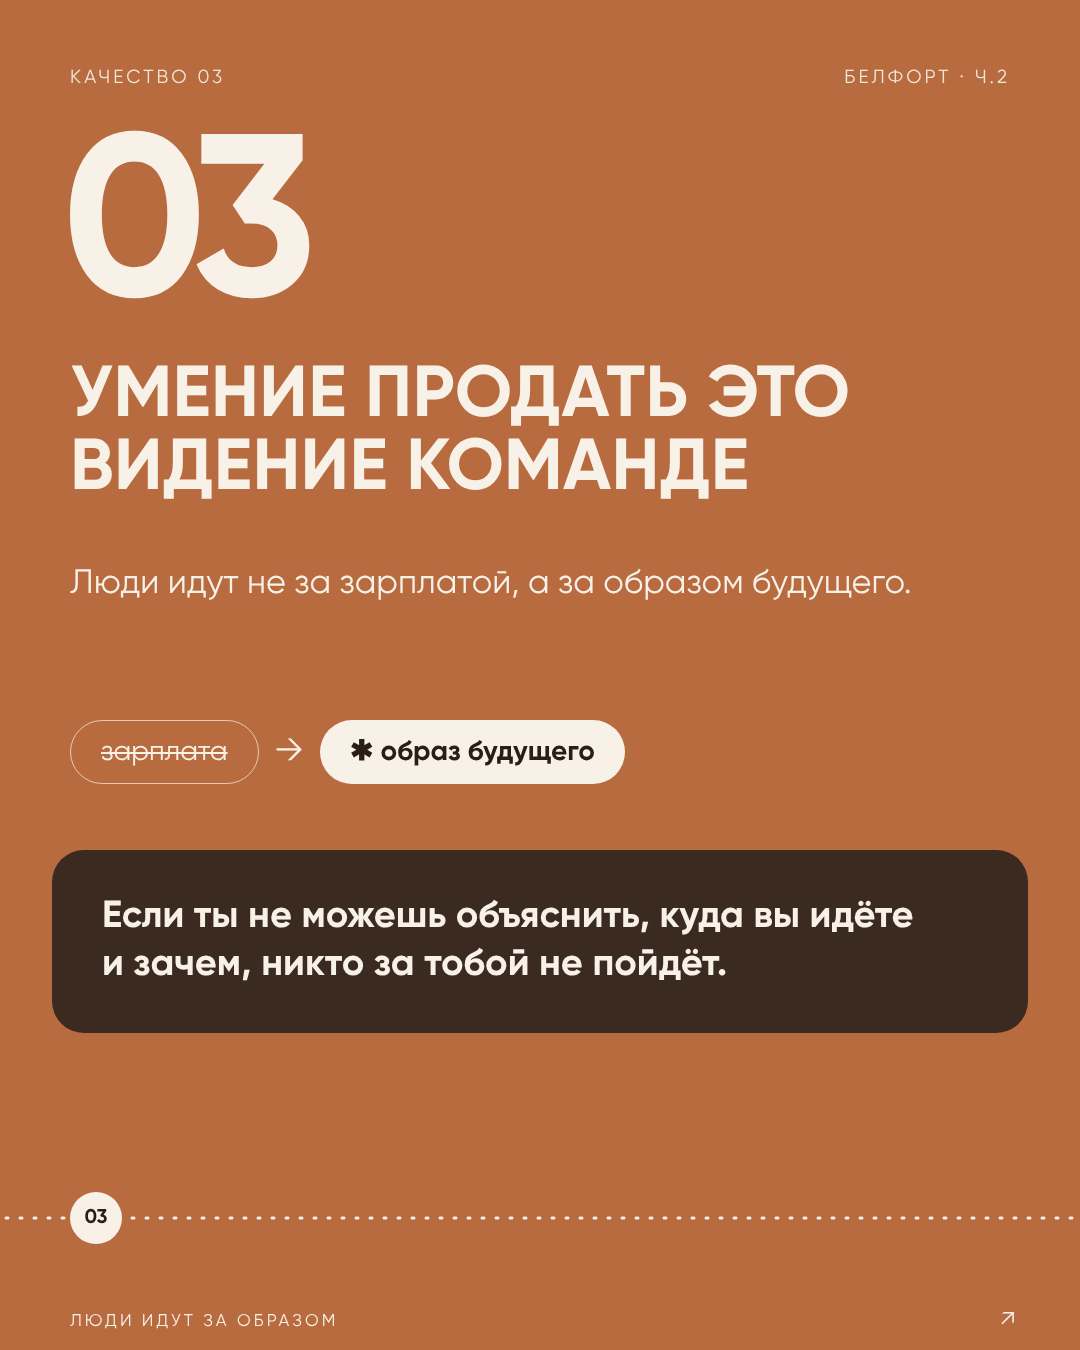 КАЧЕСТВО 03
БЕЛФОРТ · Ч.2
03
УМЕНИЕ ПРОДАТЬ ЭТО
ВИДЕНИЕ КОМАНДЕ
Люди идут не за зарплатой, а за образом будущего.
зарплата → ✱ образ будущего
Если ты не можешь объяснить, куда вы идёте
и зачем, никто за тобой не пойдёт.
03
ЛЮДИ ИДУТ ЗА ОБРАЗОМ ↗